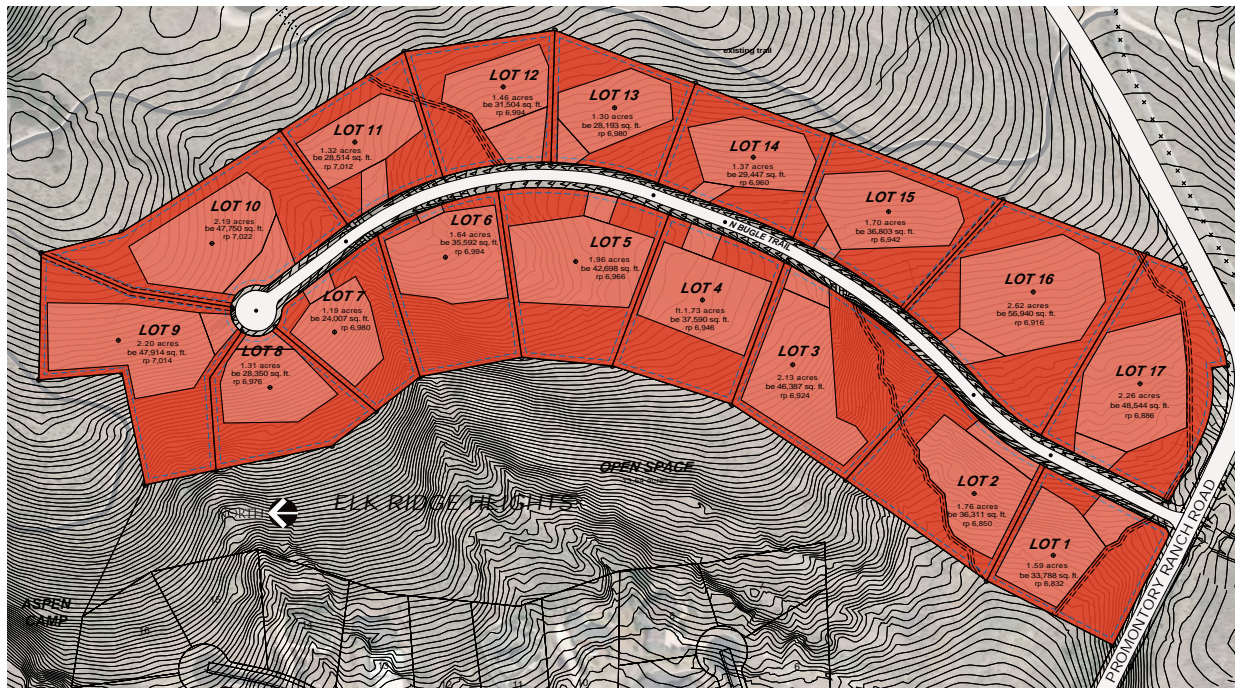 existing trail
LOT 12
1.46 acres
be 31,504 sq. ft.
rp 6,994
LOT 13
1.30 acres
be 28,193 sq. ft.
rp 6,980
LOT 11
1.32 acres
be 28,514 sq. ft.
rp 7,012
LOT 14
1.37 acres
be 29,447 sq. ft.
rp 6,960
LOT 15
1.70 acres
be 36,803 sq. ft.
rp 6,942
LOT 10
2.19 acres
be 47,750 sq. ft.
rp 7,022
LOT 6
1.64 acres
be 35,592 sq. ft.
rp 6,994
N BUGLE TRAIL
LOT 5
1.96 acres
be 42,698 sq. ft.
rp 6,966
LOT 16
2.62 acres
be 56,940 sq. ft.
rp 6,916
LOT 4
ft.1.73 acres
be 37,590 sq. ft.
rp 6,946
LOT 7
1.19 acres
be 24,007 sq. ft.
rp 6,980
LOT 9
2.20 acres
be 47,914 sq. ft.
rp 7,014
LOT 8
1.31 acres
be 28,350 sq. ft.
rp 6,976
LOT 3
2.13 acres
be 46,387 sq. ft.
rp 6,924
LOT 17
2.26 acres
be 48,544 sq. ft.
rp 6,886
OPEN SPACE
LOT 2
1.76 acres
be 36,311 sq. ft.
rp 6,850
ELK RIDGE HEIGHTS
NORTH
LOT 1
1.59 acres
be 33,788 sq. ft.
rp 6,832
PROMONTORY RANCH ROAD
ASPEN
CAMP